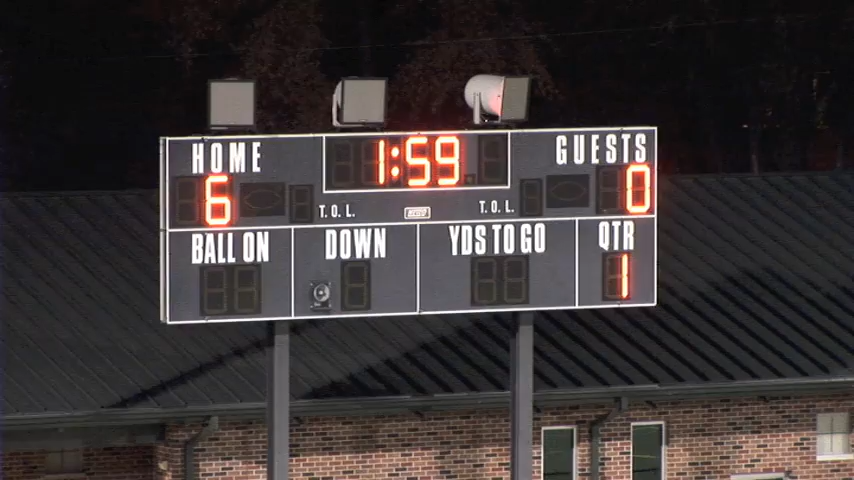 HOME 1:59 GUESTS
6 T.O.L. T.O.L. 0
BALL ON DOWN YDS TO GO QTR
1